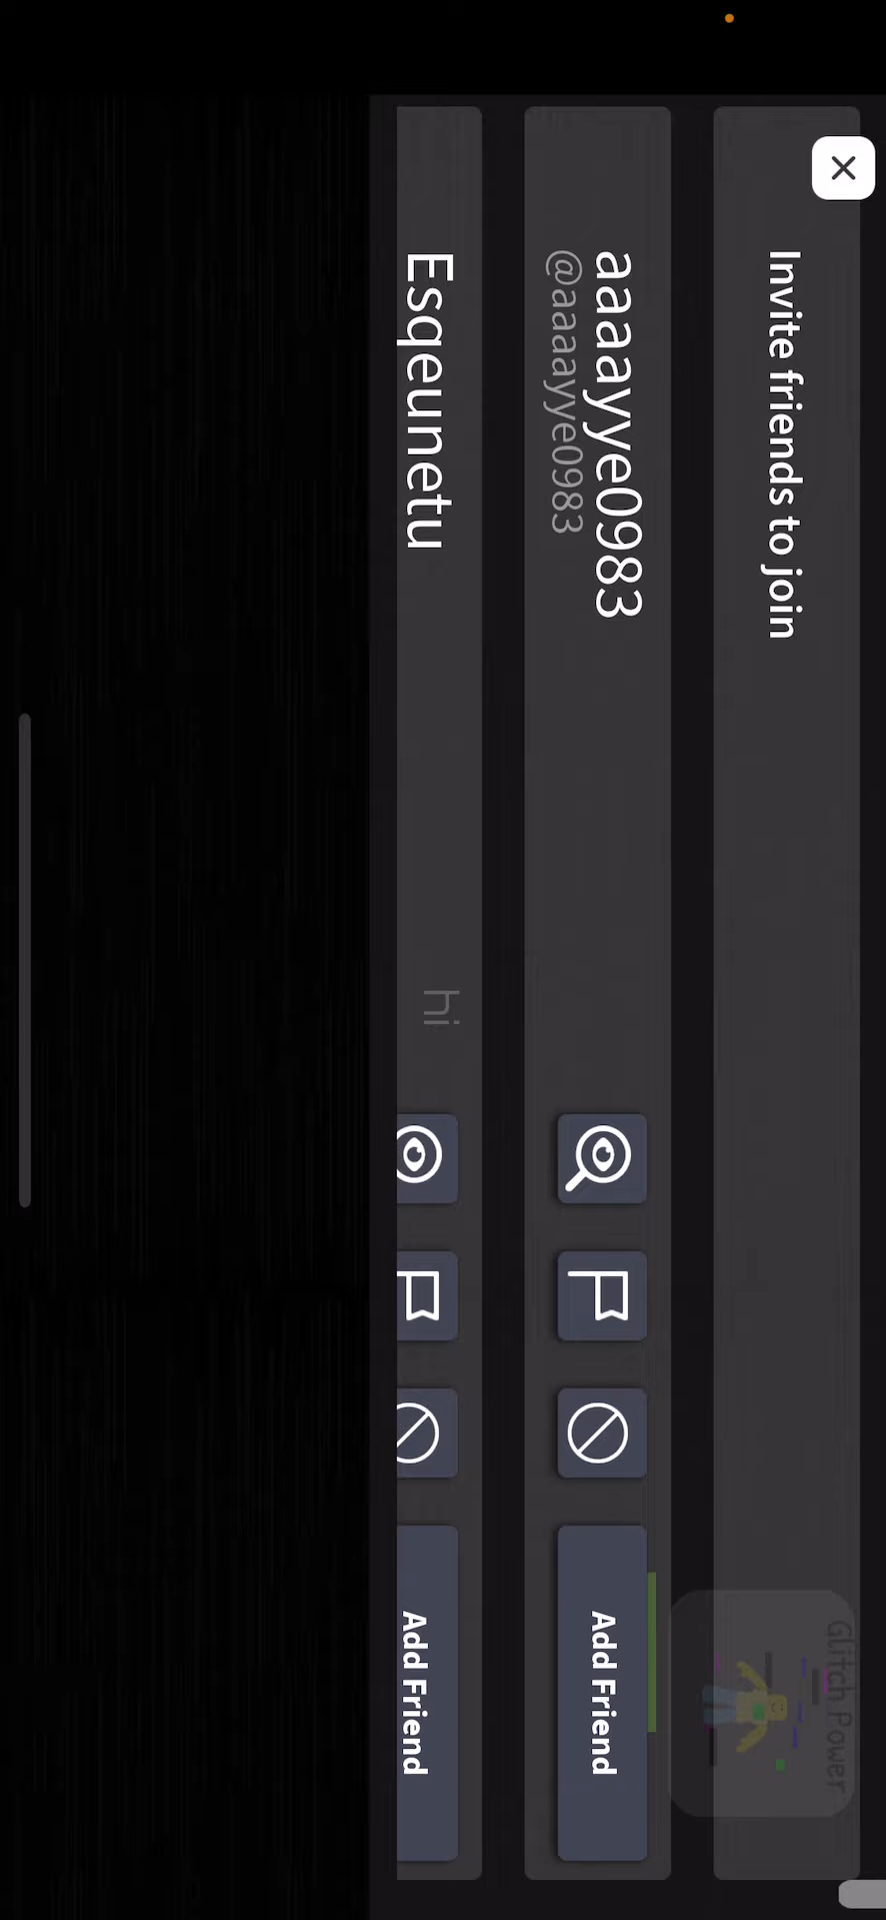 Invite friends to join
aaaayye0983
@aaaayye0983
Add Friend
Esqeunetu
hi
Add Friend
Glitch Power